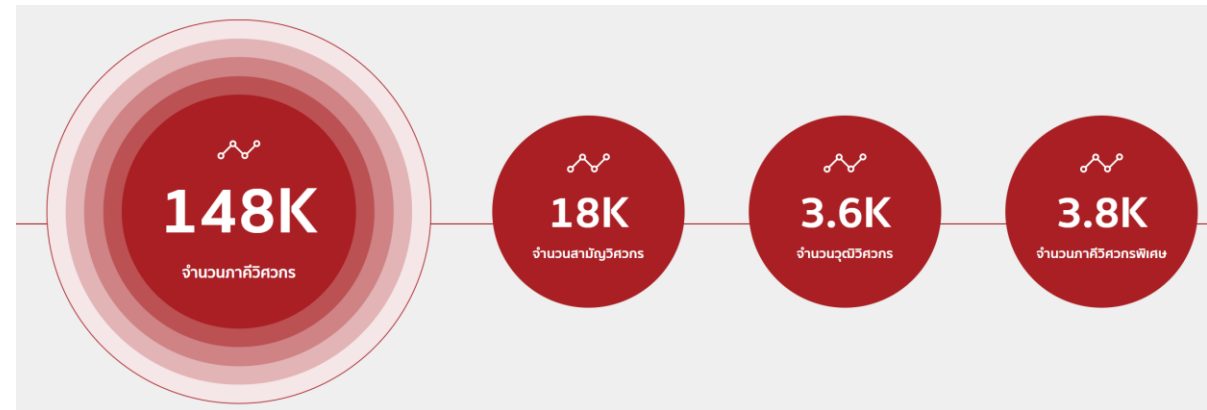 148K
จำนวนภาคีวิศวกร
18K
จำนวนสามัญวิศวกร
3.6K
จำนวนวุฒิวิศวกร
3.8K
จำนวนภาคีวิศวกรพิเศษ